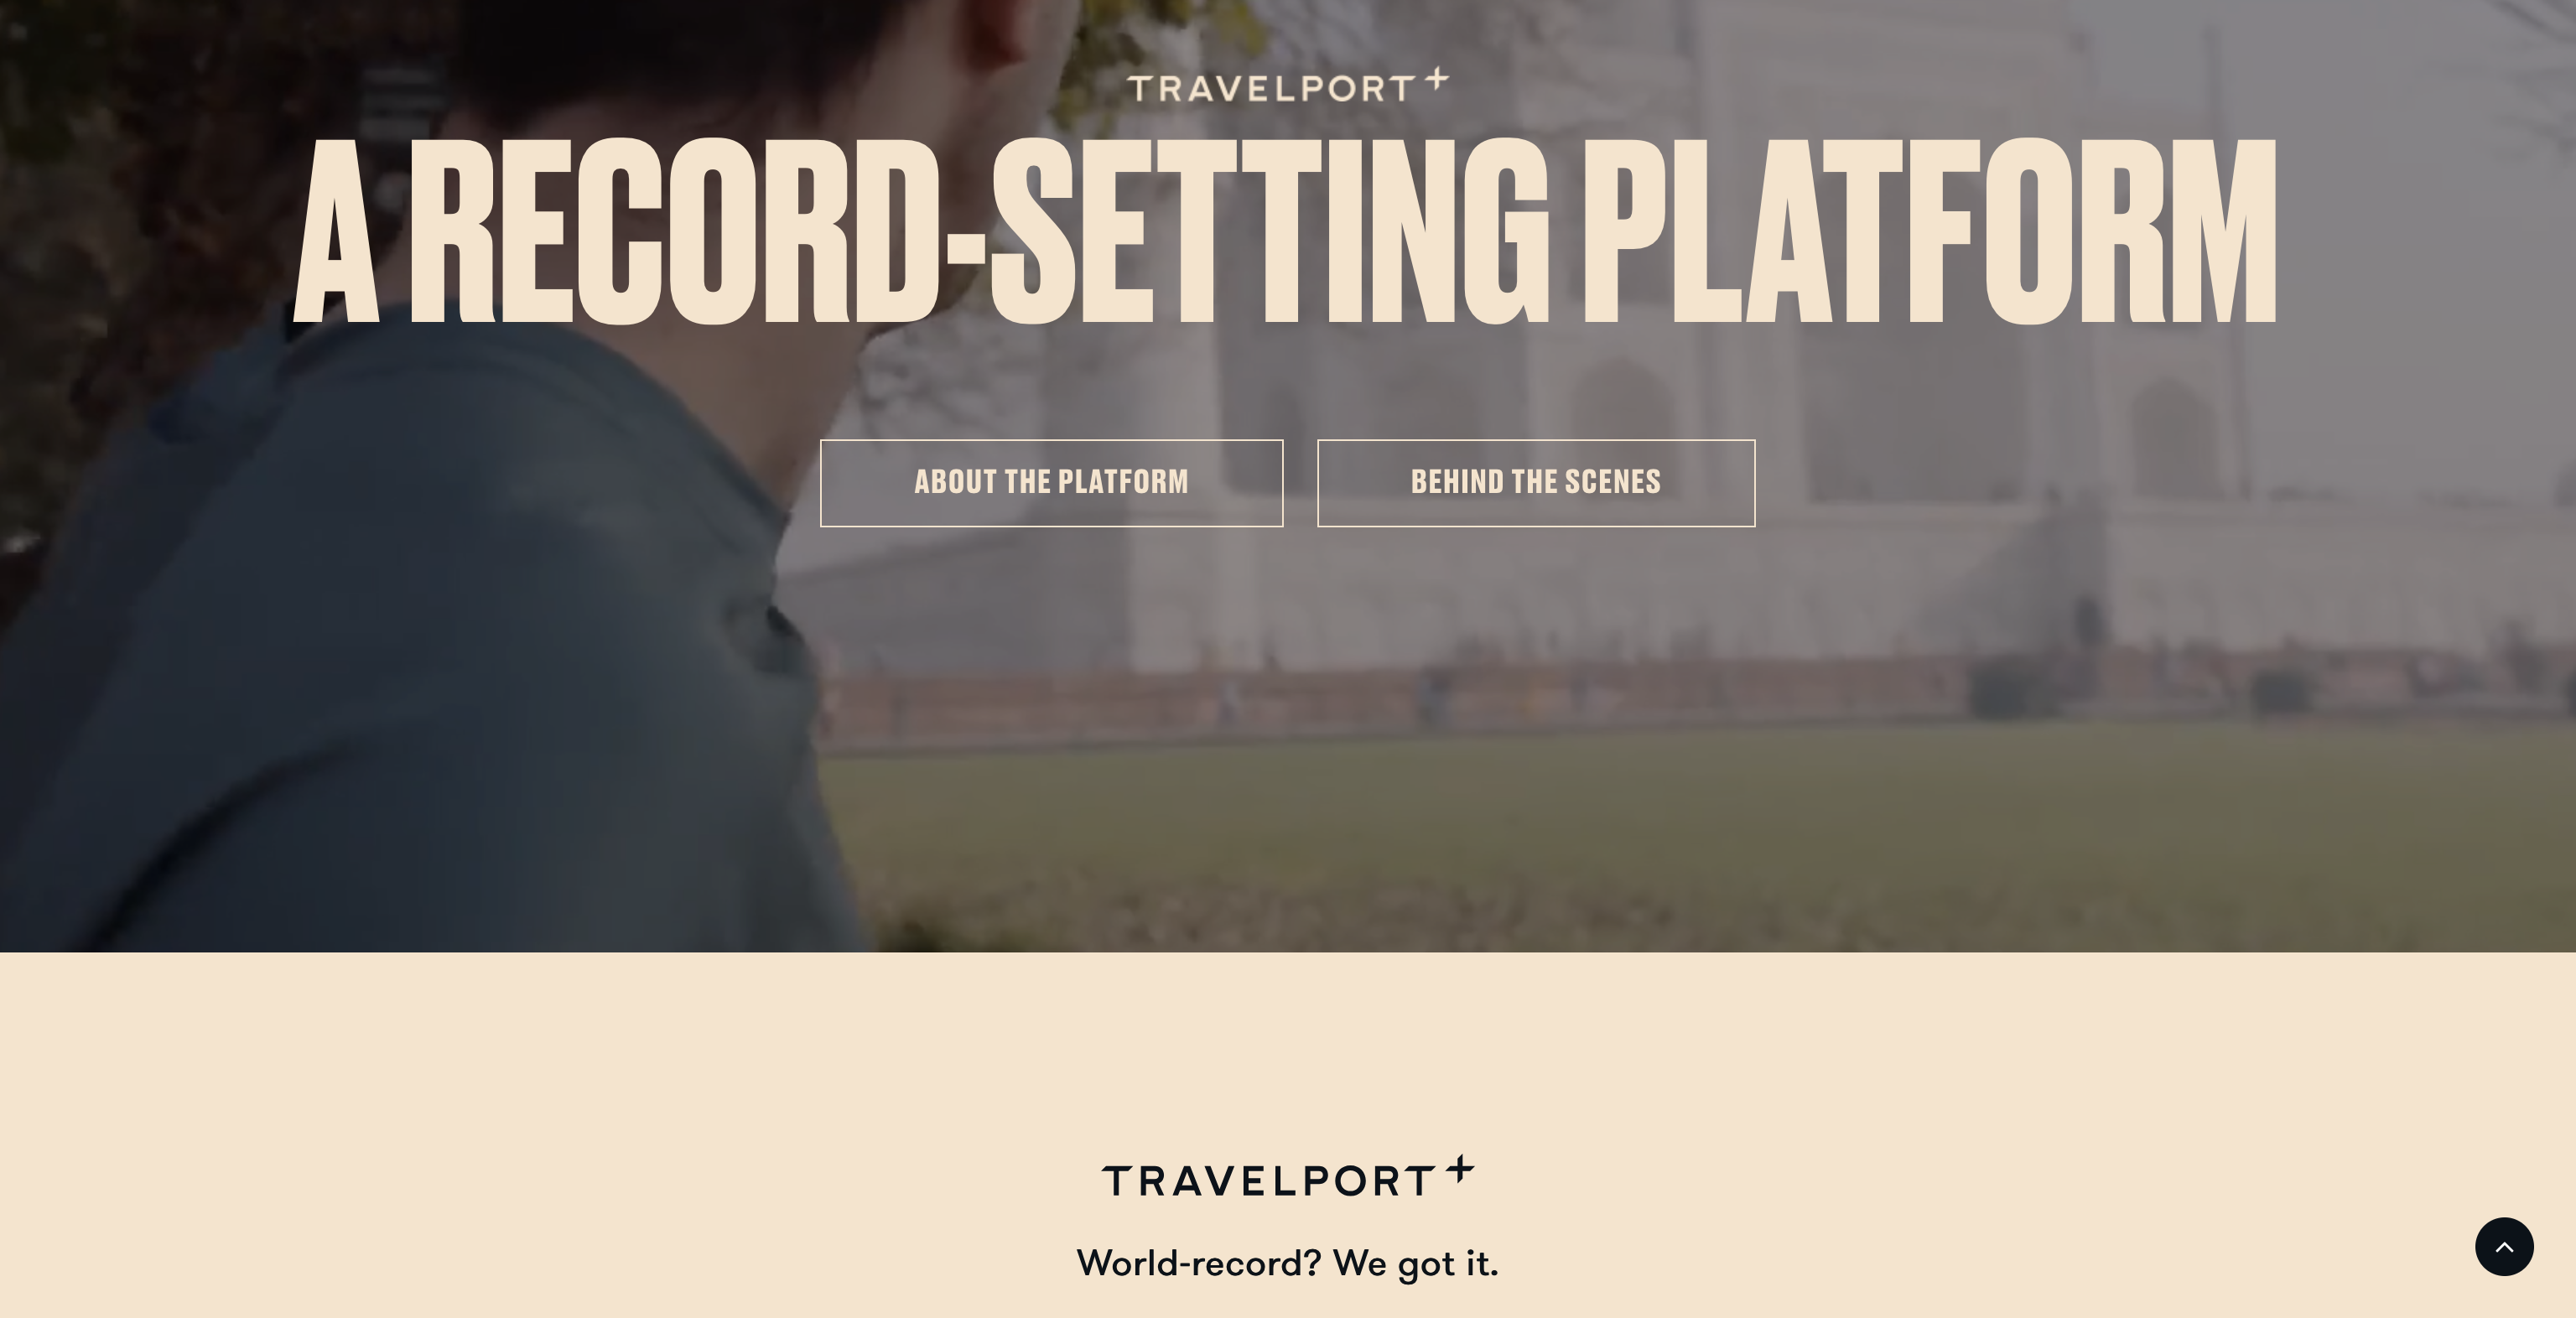 TRAVELPORT+
A RECORD-SETTING PLATFORM
ABOUT THE PLATFORM
BEHIND THE SCENES
TRAVELPORT+
World-record? We got it.